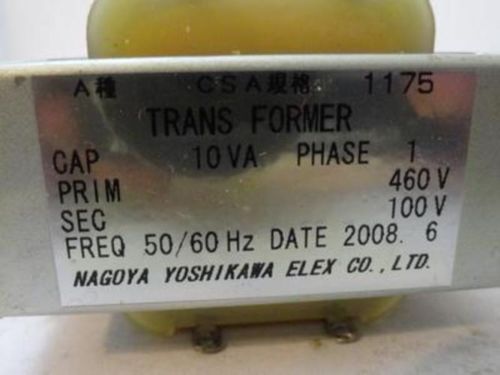 A種 CSA規格 1175
TRANS FORMER
CAP 10VA PHASE 1
PRIM 460V
SEC 100V
FREQ 50/60Hz DATE 2008. 6
NAGOYA YOSHIKAWA ELEX CO.,LTD.